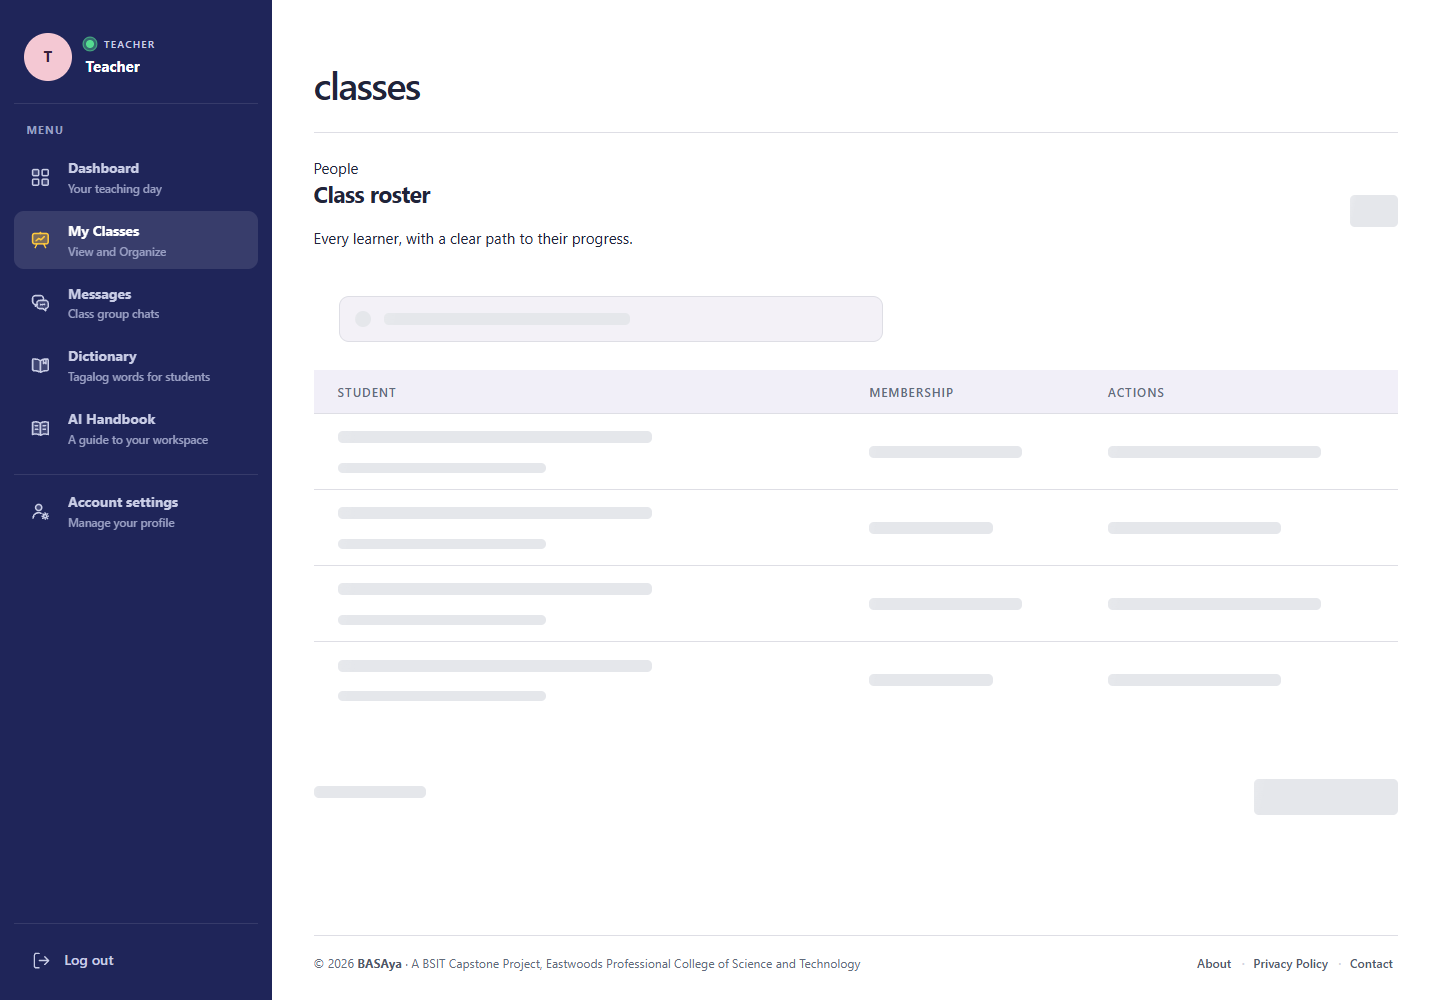 T
TEACHER
Teacher
MENU
Dashboard
Your teaching day
My Classes
View and Organize
Messages
Class group chats
Dictionary
Tagalog words for students
AI Handbook
A guide to your workspace
Account settings
Manage your profile
Log out
classes
People
Class roster
Every learner, with a clear path to their progress.
STUDENT MEMBERSHIP ACTIONS
© 2026 BASAya · A BSIT Capstone Project, Eastwoods Professional College of Science and Technology
About · Privacy Policy · Contact